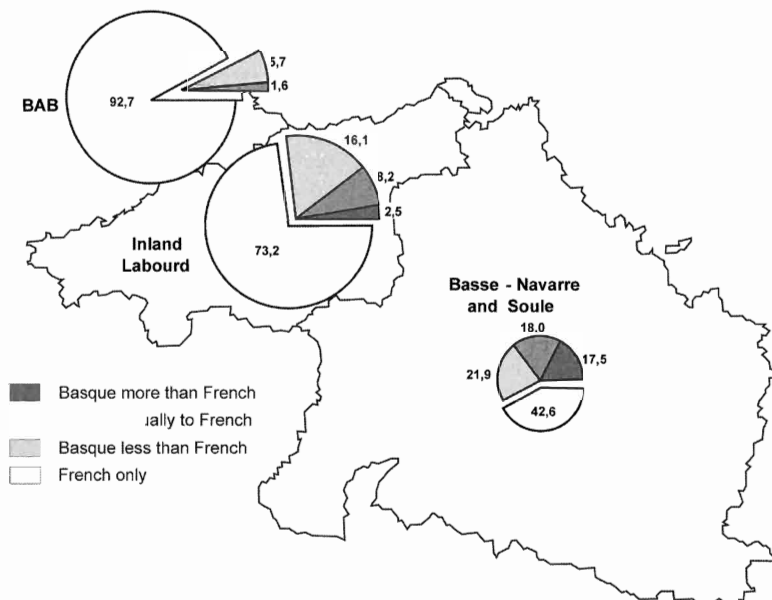 BAB
92,7
5,7
1,6
Inland
Labourd
73,2
16,1
8,2
2,5
Basse - Navarre
and Soule
18.0
17,5
21,9
42,6
Basque more than French
to French
Basque less than French
French only